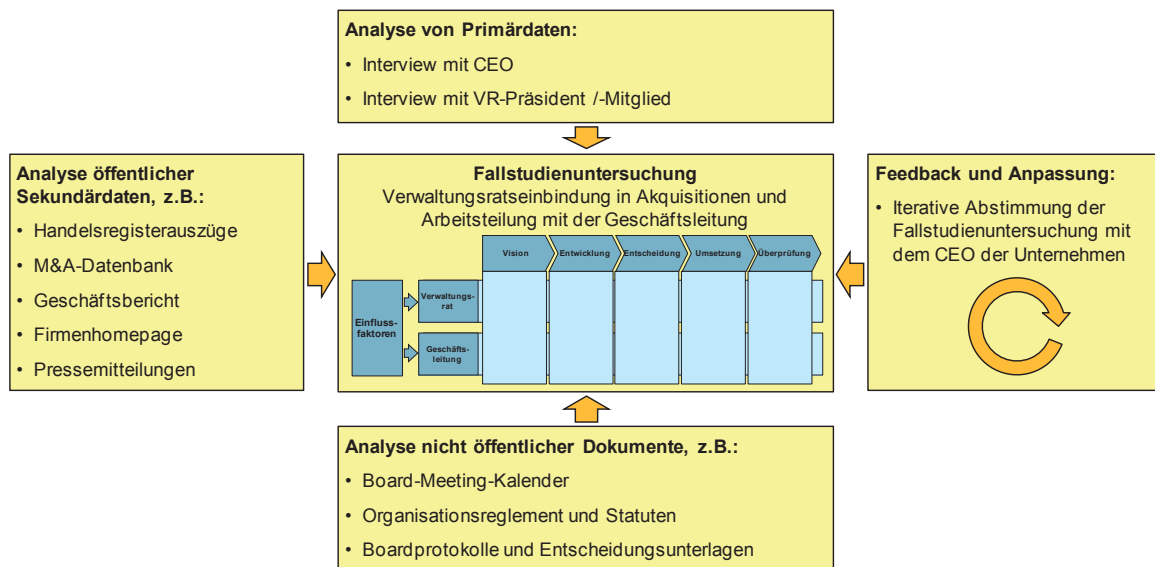 Analyse von Primärdaten:
• Interview mit CEO
• Interview mit VR-Präsident /-Mitglied
Analyse öffentlicher
Sekundärdaten, z.B.:
• Handelsregisterauszüge
• M&A-Datenbank
• Geschäftsbericht
• Firmenhomepage
• Pressemitteilungen
Fallstudienuntersuchung
Verwaltungsratseinbindung in Akquisitionen und
Arbeitsteilung mit der Geschäftsleitung
Vision
Entwicklung
Entscheidung
Umsetzung
Überprüfung
Einfluss-
faktoren
Verwaltungs-
rat
Geschäfts-
leitung
Feedback und Anpassung:
• Iterative Abstimmung der
Fallstudienuntersuchung mit
dem CEO der Unternehmen
Analyse nicht öffentlicher Dokumente, z.B.:
• Board-Meeting-Kalender
• Organisationsreglement und Statuten
• Boardprotokolle und Entscheidungsunterlagen